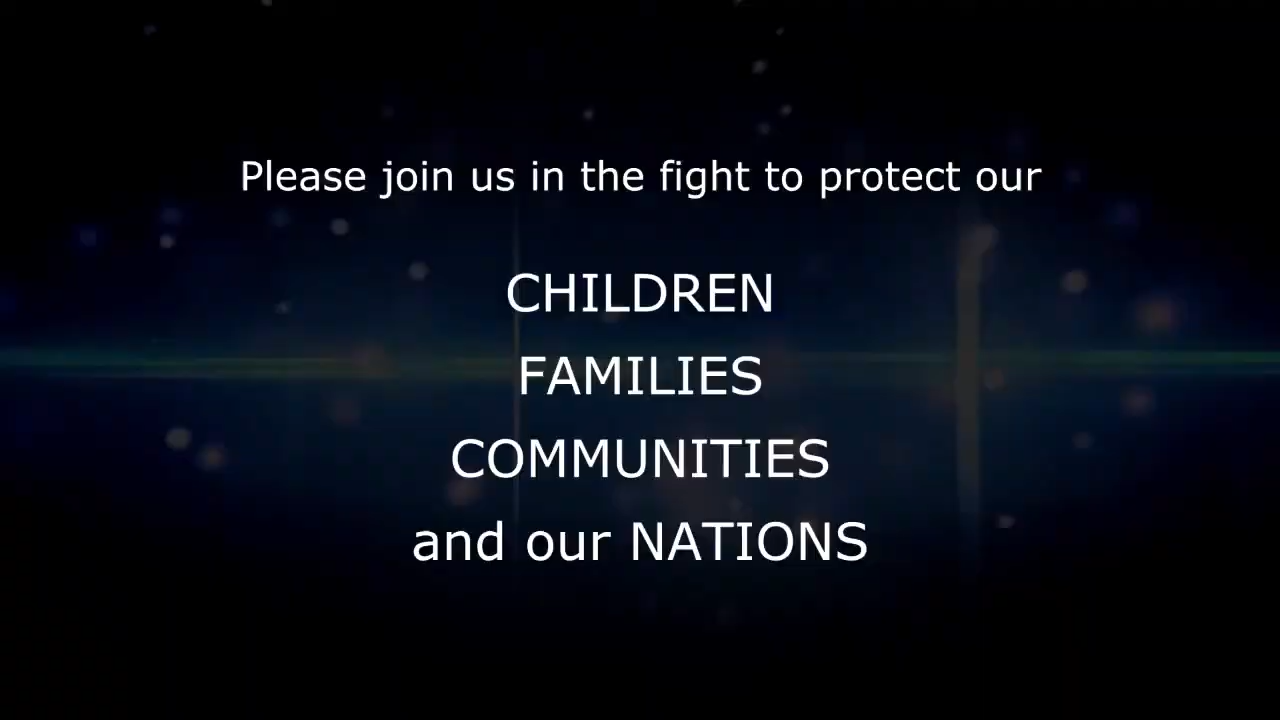 Please join us in the fight to protect our
CHILDREN
FAMILIES
COMMUNITIES
and our NATIONS